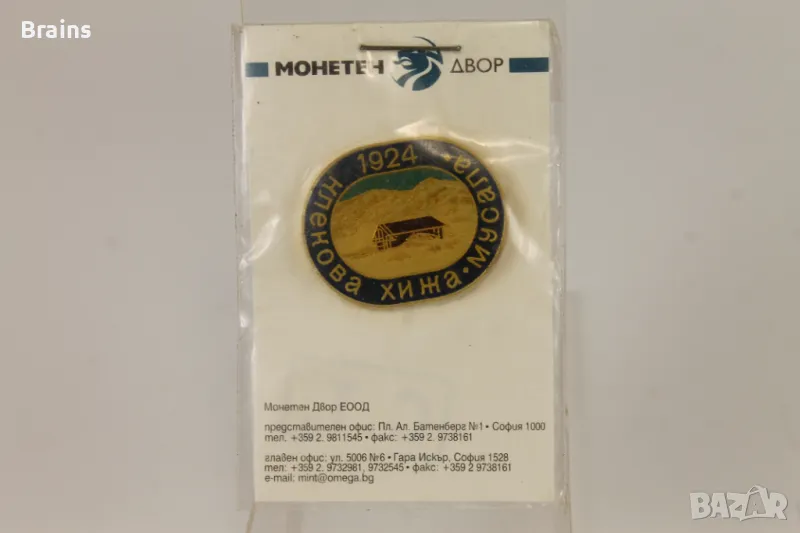 Brains
МОНЕТЕН ДВОР
1924 · МУСАЛА · КЛЕКОВА ХИЖА
Монетен Двор ЕООД
представителен офис: Пл. Ал. Батенберг №1 • София 1000
тел. +359 2. 9811545 • факс: +359 2. 9738161
главен офис: ул. 5006 №6 • Гара Искър, София 1528
тел: +359 2. 9732981, 9732545 • факс: +359 2 9738161
e-mail: mint@omega.bg
BAZAR